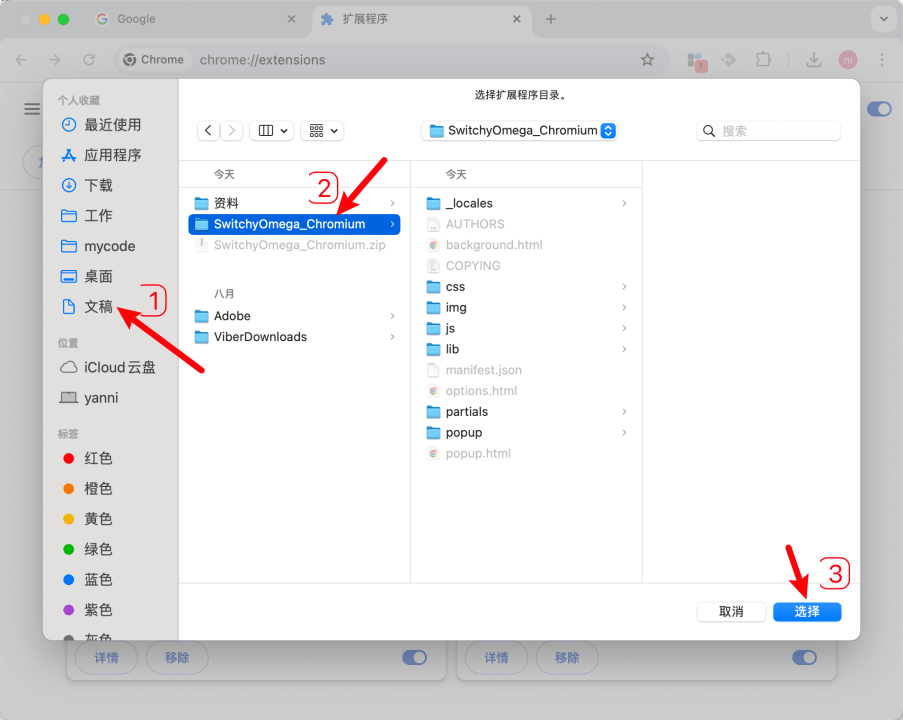 Google
扩展程序
Chrome
chrome://extensions
1
ni
选择扩展程序目录。
SwitchyOmega_Chromium
搜索
个人收藏
最近使用
应用程序
下载
工作
mycode
桌面
文稿
1
位置
iCloud 云盘
yanni
标签
红色
橙色
黄色
绿色
蓝色
紫色
灰色
今天
2
资料
SwitchyOmega_Chromium
SwitchyOmega_Chromium.zip
八月
Adobe
ViberDownloads
今天
_locales
AUTHORS
background.html
COPYING
css
img
js
lib
manifest.json
options.html
partials
popup
popup.html
3
取消
选择
详情
移除
详情
移除